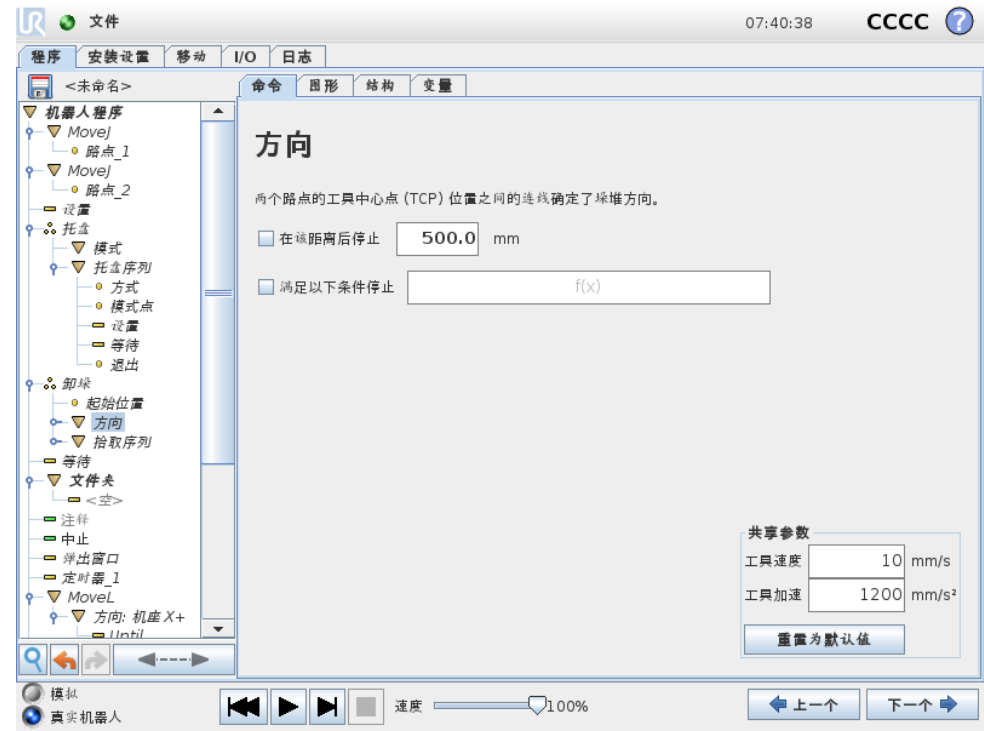 UR 文件 07:40:38 CCCC ?
程序 安装设置 移动 I/O 日志
<未命名>
命令 图形 结构 变量
机器人程序
MoveJ
路点_1
MoveJ
路点_2
设置
托盒
模式
托盒序列
方式
模式点
设置
等待
退出
卸垛
起始位置
方向
拾取序列
等待
文件夹
<空>
注释
中止
弹出窗口
定时器_1
MoveL
方向: 机座 X+
Until
方向
两个路点的工具中心点 (TCP) 位置之间的连线确定了垛堆方向。
在该距离后停止 500.0 mm
满足以下条件停止 f(x)
共享参数
工具速度 10 mm/s
工具加速 1200 mm/s²
重置为默认值
模拟
真实机器人
速度 100%
上一个 下一个